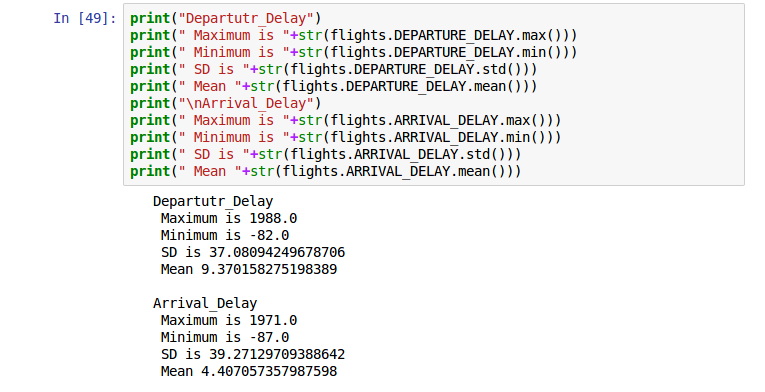 In [49]: print("Departutr_Delay")
print(" Maximum is "+str(flights.DEPARTURE_DELAY.max()))
print(" Minimum is "+str(flights.DEPARTURE_DELAY.min()))
print(" SD is "+str(flights.DEPARTURE_DELAY.std()))
print(" Mean "+str(flights.DEPARTURE_DELAY.mean()))
print("\nArrival_Delay")
print(" Maximum is "+str(flights.ARRIVAL_DELAY.max()))
print(" Minimum is "+str(flights.ARRIVAL_DELAY.min()))
print(" SD is "+str(flights.ARRIVAL_DELAY.std()))
print(" Mean "+str(flights.ARRIVAL_DELAY.mean()))
Departutr_Delay
 Maximum is 1988.0
 Minimum is -82.0
 SD is 37.08094249678706
 Mean 9.370158275198389

Arrival_Delay
 Maximum is 1971.0
 Minimum is -87.0
 SD is 39.27129709388642
 Mean 4.407057357987598